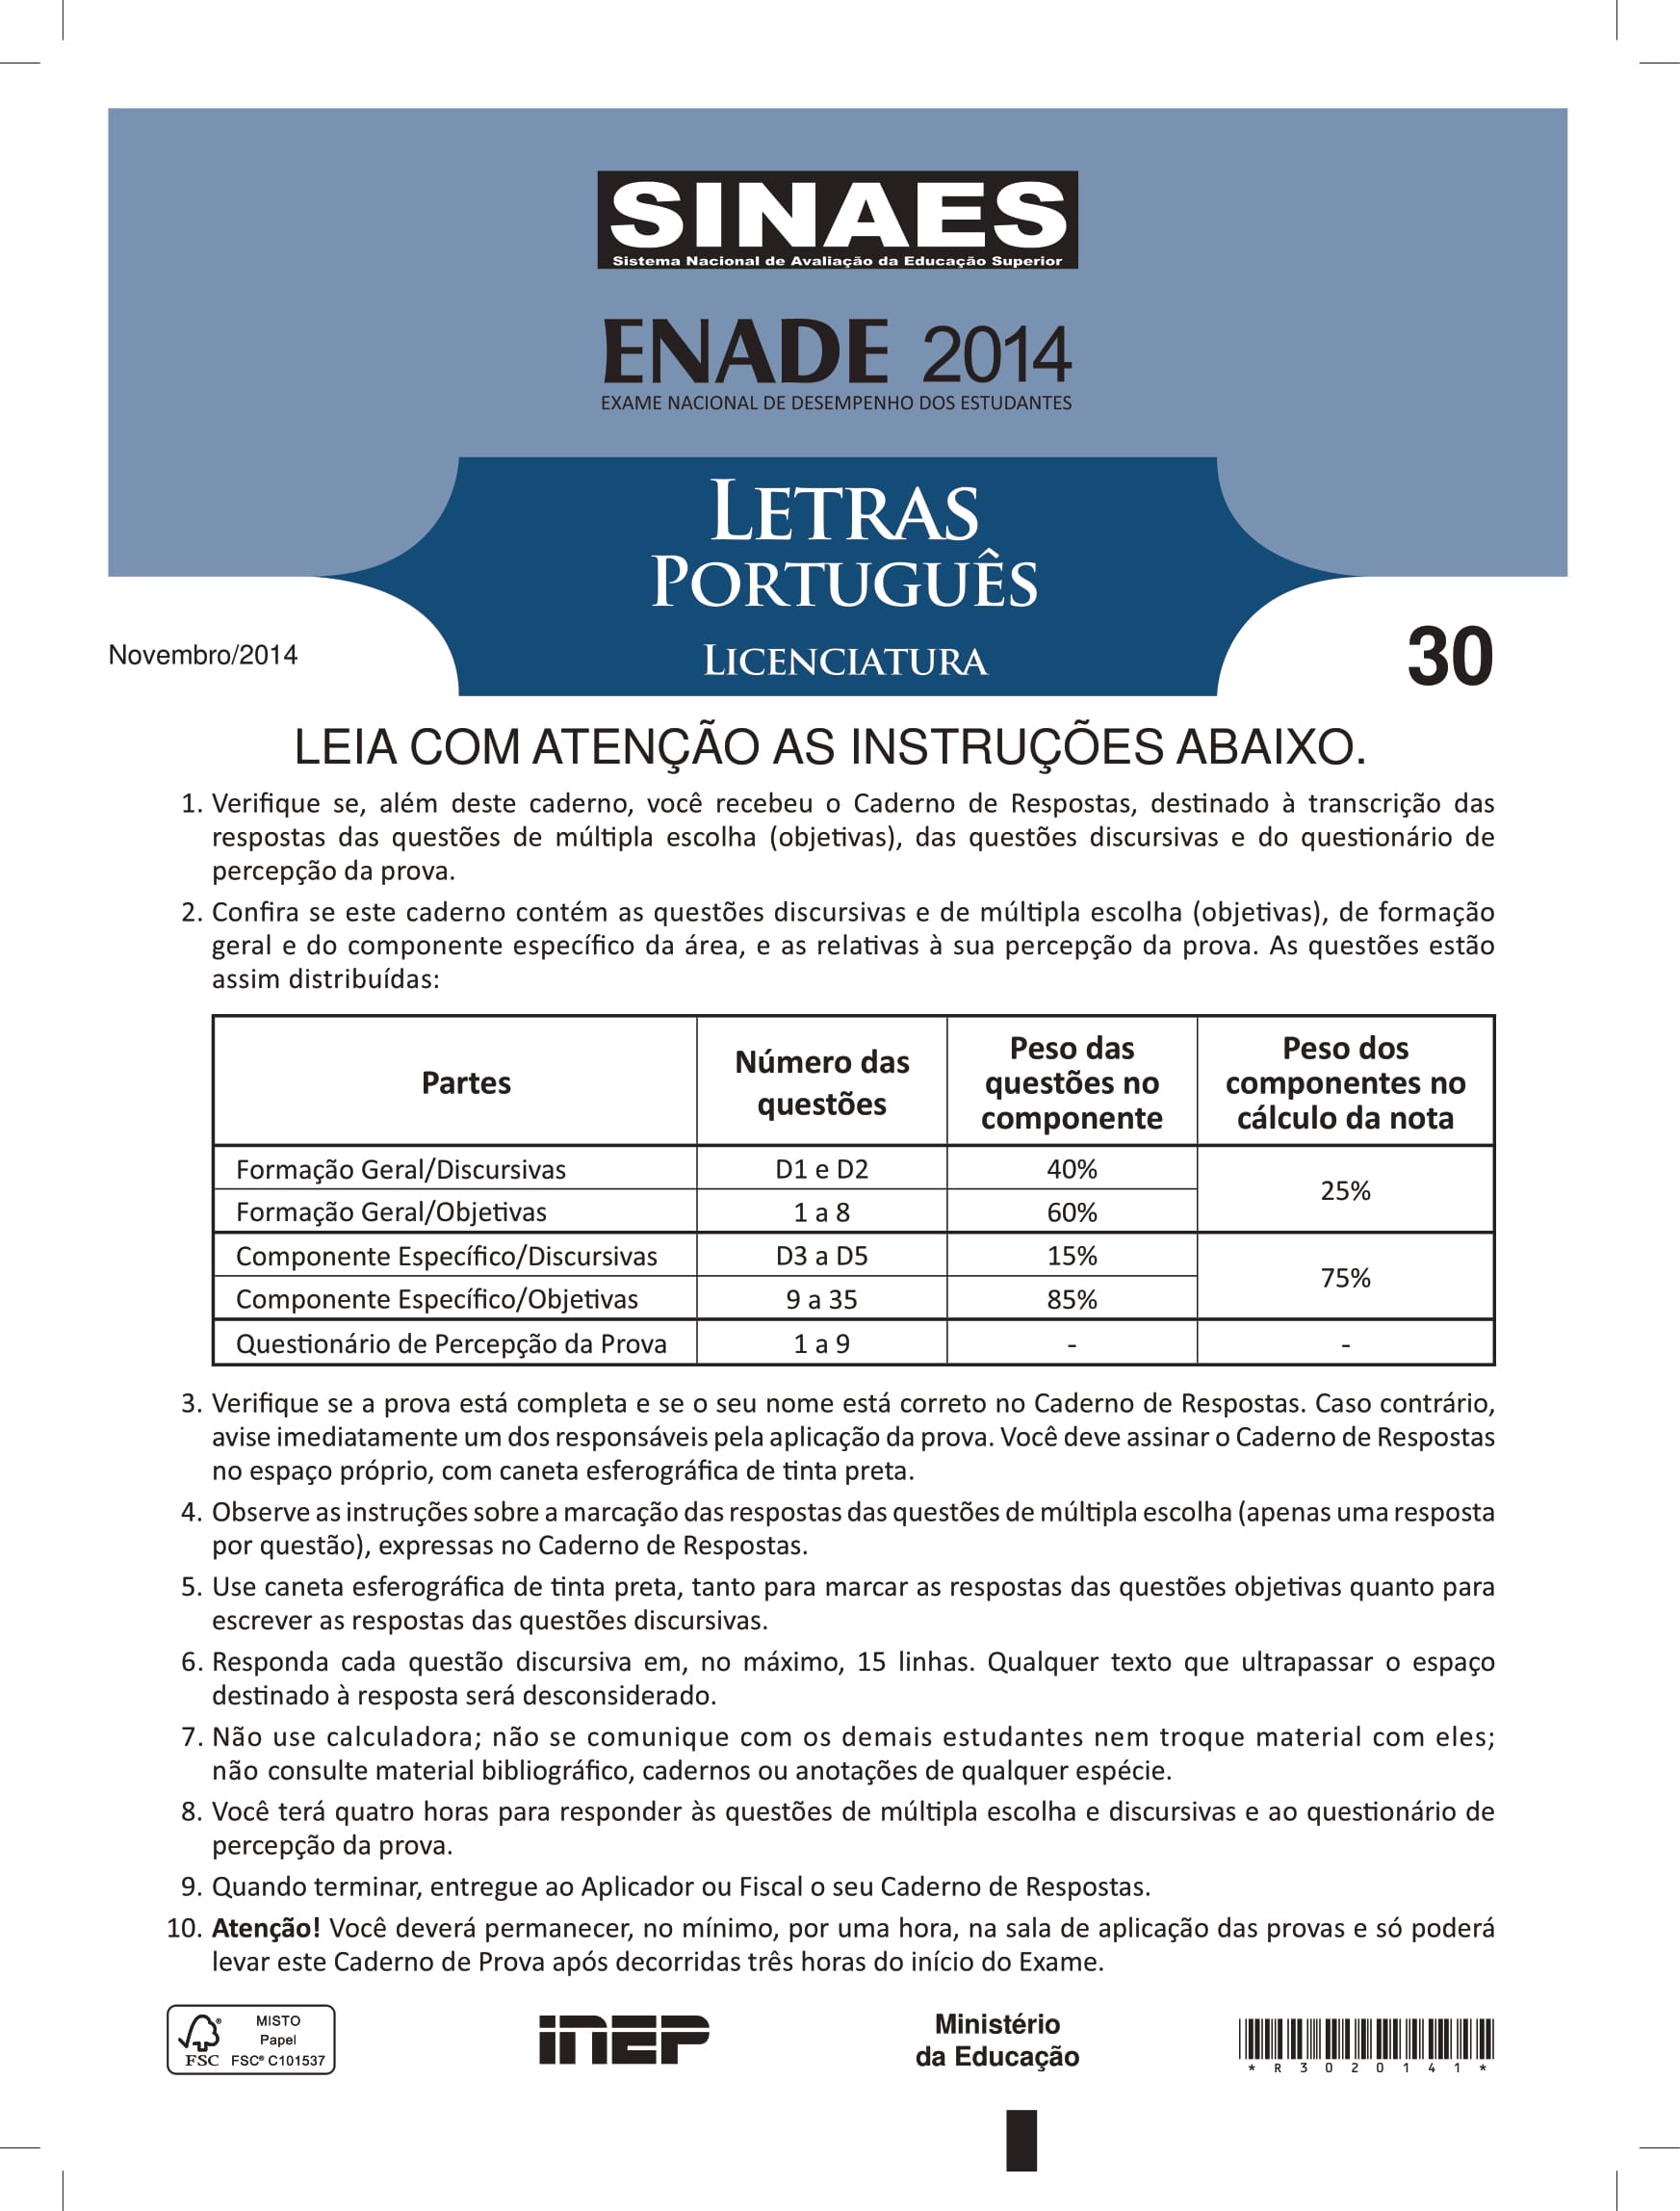 SINAES
Sistema Nacional de Avaliação da Educação Superior
ENADE 2014
EXAME NACIONAL DE DESEMPENHO DOS ESTUDANTES
LETRAS
PORTUGUÊS
LICENCIATURA
Novembro/2014
30
LEIA COM ATENÇÃO AS INSTRUÇÕES ABAIXO.
1. Verifique se, além deste caderno, você recebeu o Caderno de Respostas, destinado à transcrição das
respostas das questões de múltipla escolha (objetivas), das questões discursivas e do questionário de
percepção da prova.
2. Confira se este caderno contém as questões discursivas e de múltipla escolha (objetivas), de formação
geral e do componente específico da área, e as relativas à sua percepção da prova. As questões estão
assim distribuídas:
Partes
Número das
questões
Peso das
questões no
componente
Peso dos
componentes no
cálculo da nota
Formação Geral/Discursivas D1 e D2 40%
25%
Formação Geral/Objetivas 1 a 8 60%
Componente Específico/Discursivas D3 a D5 15%
75%
Componente Específico/Objetivas 9 a 35 85%
Questionário de Percepção da Prova 1 a 9 - -
3. Verifique se a prova está completa e se o seu nome está correto no Caderno de Respostas. Caso contrário,
avise imediatamente um dos responsáveis pela aplicação da prova. Você deve assinar o Caderno de Respostas
no espaço próprio, com caneta esferográfica de tinta preta.
4. Observe as instruções sobre a marcação das respostas das questões de múltipla escolha (apenas uma resposta
por questão), expressas no Caderno de Respostas.
5. Use caneta esferográfica de tinta preta, tanto para marcar as respostas das questões objetivas quanto para
escrever as respostas das questões discursivas.
6. Responda cada questão discursiva em, no máximo, 15 linhas. Qualquer texto que ultrapassar o espaço
destinado à resposta será desconsiderado.
7. Não use calculadora; não se comunique com os demais estudantes nem troque material com eles;
não consulte material bibliográfico, cadernos ou anotações de qualquer espécie.
8. Você terá quatro horas para responder às questões de múltipla escolha e discursivas e ao questionário de
percepção da prova.
9. Quando terminar, entregue ao Aplicador ou Fiscal o seu Caderno de Respostas.
10. Atenção! Você deverá permanecer, no mínimo, por uma hora, na sala de aplicação das provas e só poderá
levar este Caderno de Prova após decorridas três horas do início do Exame.
FSC
MISTO
Papel
FSC® C101537
INEP
Ministério
da Educação
* R 3 0 2 0 1 4 1 *